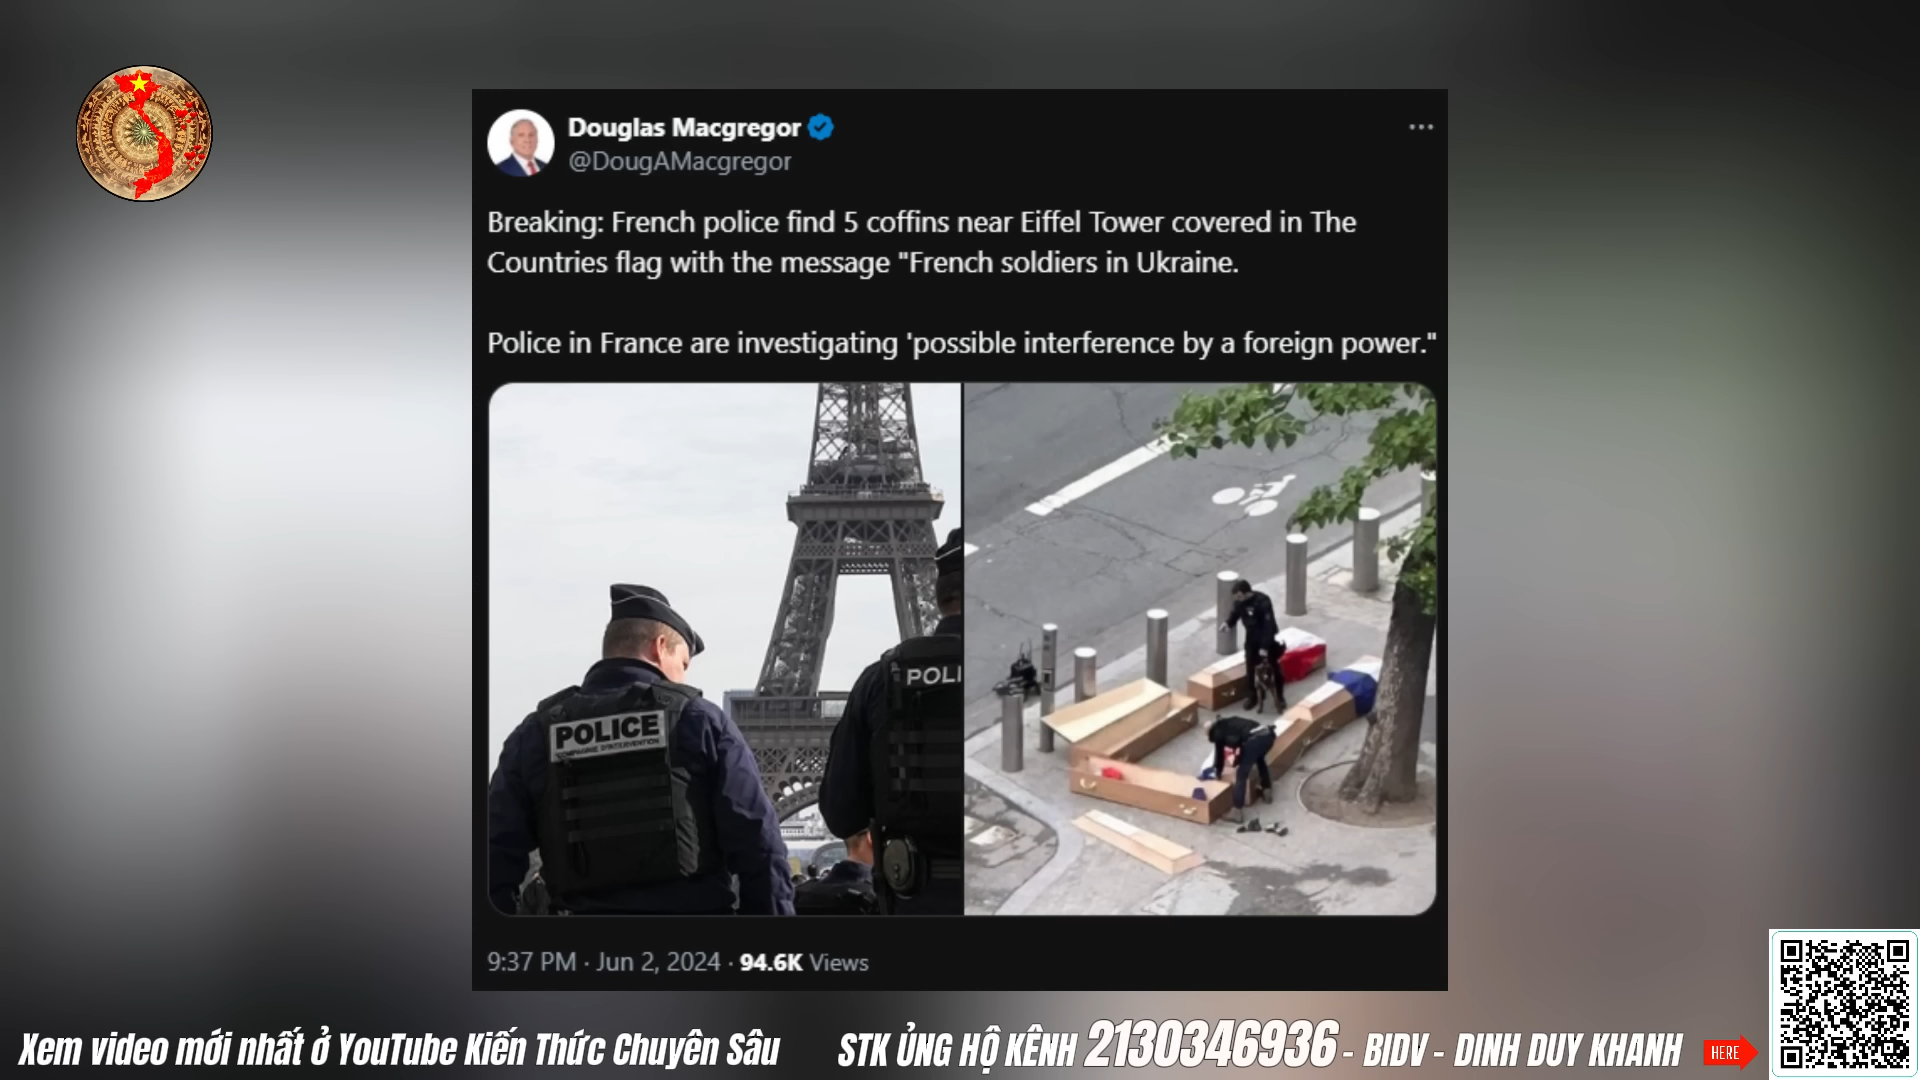 Douglas Macgregor
@DougAMacgregor
Breaking: French police find 5 coffins near Eiffel Tower covered in The
Countries flag with the message "French soldiers in Ukraine.
Police in France are investigating 'possible interference by a foreign power."
POLICE
COMPAGNIE D'INTERVENTION
POLI
9:37 PM · Jun 2, 2024 · 94.6K Views
Xem video mới nhất ở YouTube Kiến Thức Chuyên Sâu
STK ỦNG HỘ KÊNH 2130346936 - BIDV - DINH DUY KHANH
HERE